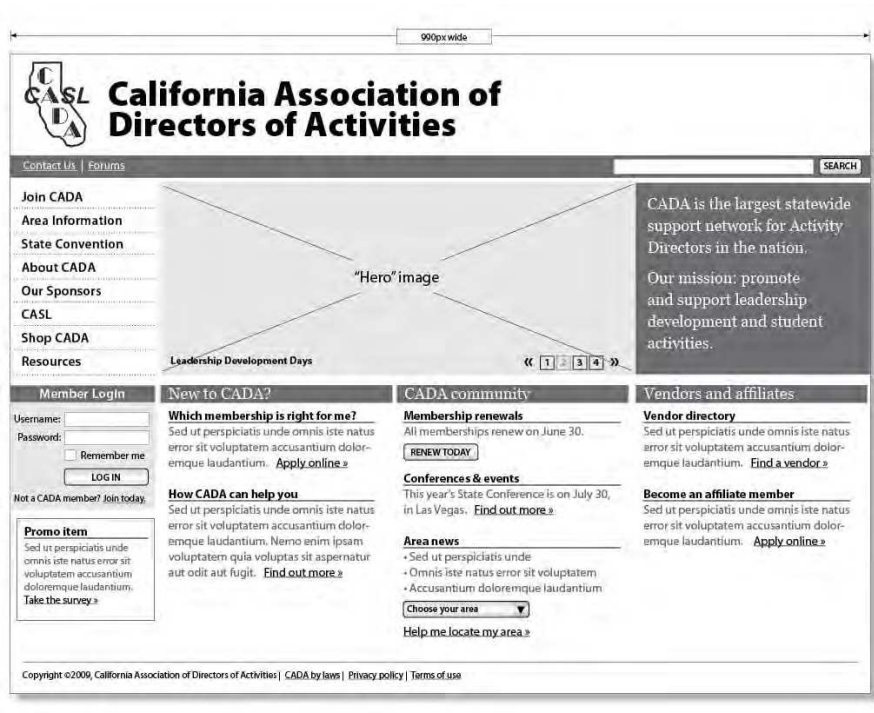 990px wide
C
CASL
D
A
California Association of
Directors of Activities
Contact Us | Forums
SEARCH
Join CADA
Area Information
State Convention
About CADA
Our Sponsors
CASL
Shop CADA
Resources
"Hero" image
Leadership Development Days
« 1 2 3 4 »
CADA is the largest statewide
support network for Activity
Directors in the nation.
Our mission: promote
and support leadership
development and student
activities.
Member Login
Username:
Password:
Remember me
LOG IN
Not a CADA member? Join today.
Promo item
Sed ut perspiciatis unde
omnis iste natus error sit
voluptatem accusantium
doloremque laudantium.
Take the survey »
New to CADA?
Which membership is right for me?
Sed ut perspiciatis unde omnis iste natus
error sit voluptatem accusantium dolor-
emque laudantium. Apply online »
How CADA can help you
Sed ut perspiciatis unde omnis iste natus
error sit voluptatem accusantium dolor-
emque laudantium. Nemo enim ipsam
voluptatem quia voluptas sit aspernatur
aut odit aut fugit. Find out more »
CADA community
Membership renewals
All memberships renew on June 30.
RENEW TODAY
Conferences & events
This year's State Conference is on July 30,
in Las Vegas. Find out more »
Area news
• Sed ut perspiciatis unde
• Omnis iste natus error sit voluptatem
• Accusantium doloremque laudantium
Choose your area ▼
Help me locate my area »
Vendors and affiliates
Vendor directory
Sed ut perspiciatis unde omnis iste natus
error sit voluptatem accusantium dolor-
emque laudantium. Find a vendor »
Become an affiliate member
Sed ut perspiciatis unde omnis iste natus
error sit voluptatem accusantium dolor-
emque laudantium. Apply online »
Copyright ©2009, California Association of Directors of Activities | CADA by laws | Privacy policy | Terms of use